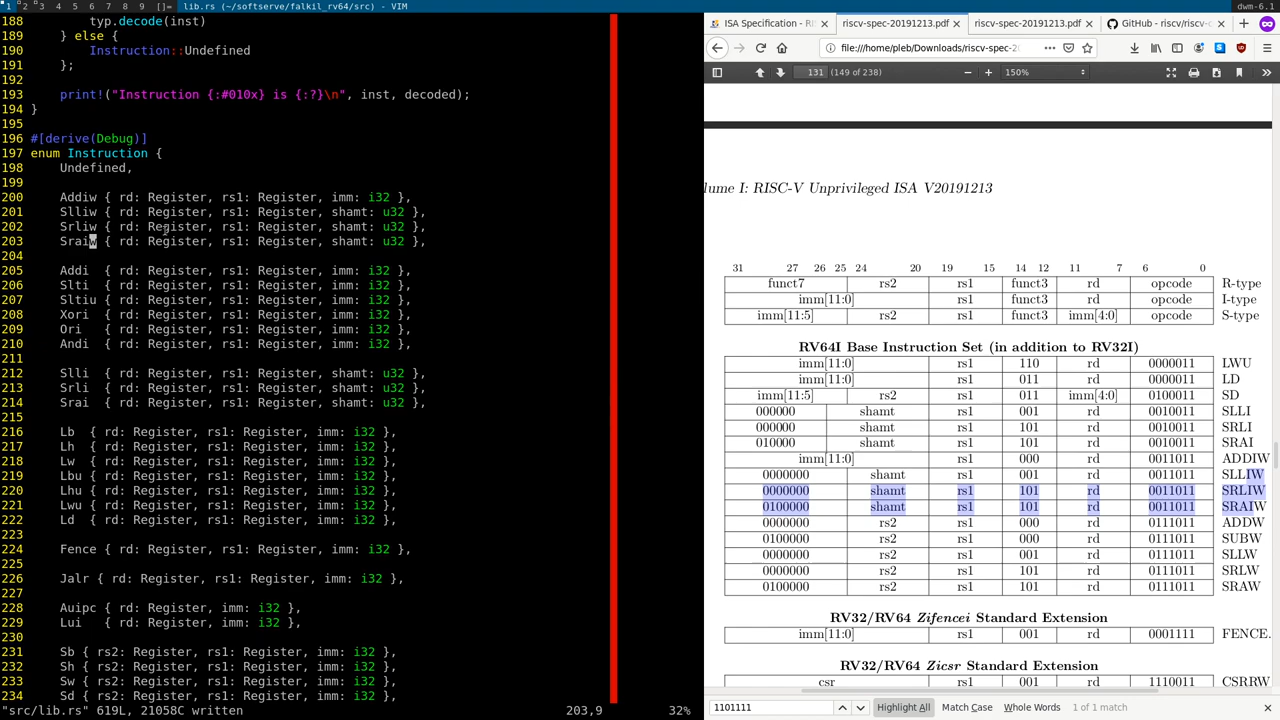 1 2 3 4 5 6 7 8 9 []= lib.rs (~/softserve/falkil_rv64/src) - VIM
dwm-6.1
188 typ.decode(inst)
189 } else {
190 Instruction::Undefined
191 };
192
193 print!("Instruction {:#010x} is {:?}\n", inst, decoded);
194 }
195
196 #[derive(Debug)]
197 enum Instruction {
198 Undefined,
199
200 Addiw { rd: Register, rs1: Register, imm: i32 },
201 Slliw { rd: Register, rs1: Register, shamt: u32 },
202 Srliw { rd: Register, rs1: Register, shamt: u32 },
203 Sraiw { rd: Register, rs1: Register, shamt: u32 },
204
205 Addi { rd: Register, rs1: Register, imm: i32 },
206 Slti { rd: Register, rs1: Register, imm: i32 },
207 Sltiu { rd: Register, rs1: Register, imm: i32 },
208 Xori { rd: Register, rs1: Register, imm: i32 },
209 Ori { rd: Register, rs1: Register, imm: i32 },
210 Andi { rd: Register, rs1: Register, imm: i32 },
211
212 Slli { rd: Register, rs1: Register, shamt: u32 },
213 Srli { rd: Register, rs1: Register, shamt: u32 },
214 Srai { rd: Register, rs1: Register, shamt: u32 },
215
216 Lb { rd: Register, rs1: Register, imm: i32 },
217 Lh { rd: Register, rs1: Register, imm: i32 },
218 Lw { rd: Register, rs1: Register, imm: i32 },
219 Lbu { rd: Register, rs1: Register, imm: i32 },
220 Lhu { rd: Register, rs1: Register, imm: i32 },
221 Lwu { rd: Register, rs1: Register, imm: i32 },
222 Ld { rd: Register, rs1: Register, imm: i32 },
223
224 Fence { rd: Register, rs1: Register, imm: i32 },
225
226 Jalr { rd: Register, rs1: Register, imm: i32 },
227
228 Auipc { rd: Register, imm: i32 },
229 Lui { rd: Register, imm: i32 },
230
231 Sb { rs2: Register, rs1: Register, imm: i32 },
232 Sh { rs2: Register, rs1: Register, imm: i32 },
233 Sw { rs2: Register, rs1: Register, imm: i32 },
234 Sd { rs2: Register, rs1: Register, imm: i32 },
"src/lib.rs" 619L, 21058C written 203,9 32%
ISA Specification - RIS riscv-spec-20191213.pdf riscv-spec-20191213.pdf GitHub - riscv/riscv-c
file:///home/pleb/Downloads/riscv-spec-2
131 (149 of 238) 150%
lume I: RISC-V Unprivileged ISA V20191213
31 27 26 25 24 20 19 15 14 12 11 7 6 0
funct7 rs2 rs1 funct3 rd opcode R-type
imm[11:0] rs1 funct3 rd opcode I-type
imm[11:5] rs2 rs1 funct3 imm[4:0] opcode S-type
RV64I Base Instruction Set (in addition to RV32I)
imm[11:0] rs1 110 rd 0000011 LWU
imm[11:0] rs1 011 rd 0000011 LD
imm[11:5] rs2 rs1 011 imm[4:0] 0100011 SD
000000 shamt rs1 001 rd 0010011 SLLI
000000 shamt rs1 101 rd 0010011 SRLI
010000 shamt rs1 101 rd 0010011 SRAI
imm[11:0] rs1 000 rd 0011011 ADDIW
0000000 shamt rs1 001 rd 0011011 SLLIW
0000000 shamt rs1 101 rd 0011011 SRLIW
0100000 shamt rs1 101 rd 0011011 SRAIW
0000000 rs2 rs1 000 rd 0111011 ADDW
0100000 rs2 rs1 000 rd 0111011 SUBW
0000000 rs2 rs1 001 rd 0111011 SLLW
0000000 rs2 rs1 101 rd 0111011 SRLW
0100000 rs2 rs1 101 rd 0111011 SRAW
RV32/RV64 Zifencei Standard Extension
imm[11:0] rs1 001 rd 0001111 FENCE.
RV32/RV64 Zicsr Standard Extension
csr rs1 001 rd 1110011 CSRRW
1101111 Highlight All Match Case Whole Words 1 of 1 match